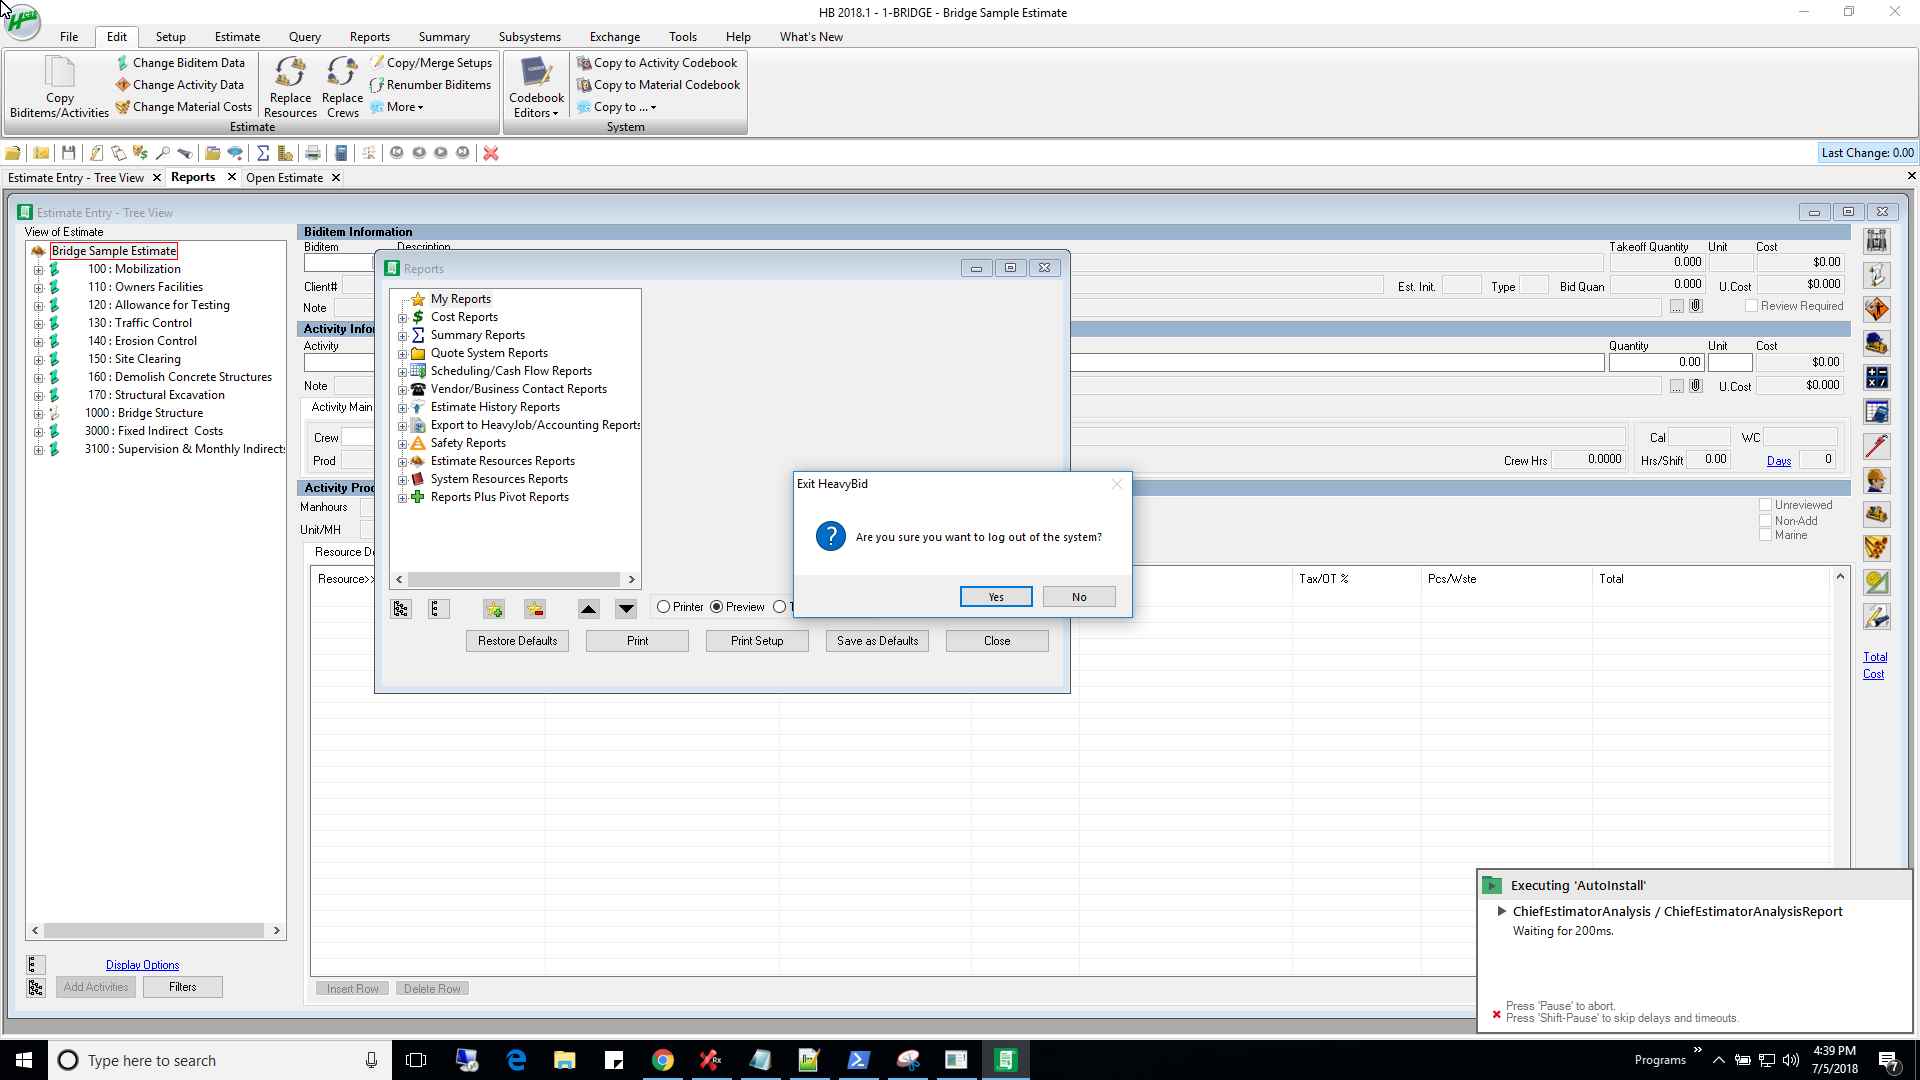 HB 2018.1 - 1-BRIDGE - Bridge Sample Estimate
File Edit Setup Estimate Query Reports Summary Subsystems Exchange Tools Help What's New
Copy Biditems/Activities
Change Biditem Data
Change Activity Data
Change Material Costs
Replace Resources
Replace Crews
Copy/Merge Setups
Renumber Biditems
More
Estimate
Codebook Editors
Copy to Activity Codebook
Copy to Material Codebook
Copy to ...
System
Last Change: 0.00
Estimate Entry - Tree View Reports Open Estimate
Estimate Entry - Tree View
View of Estimate
Bridge Sample Estimate
100 : Mobilization
110 : Owners Facilities
120 : Allowance for Testing
130 : Traffic Control
140 : Erosion Control
150 : Site Clearing
160 : Demolish Concrete Structures
170 : Structural Excavation
1000 : Bridge Structure
3000 : Fixed Indirect Costs
3100 : Supervision & Monthly Indirects
Display Options
Add Activities Filters
Biditem Information
Biditem Description Takeoff Quantity Unit Cost
0.000 $0.00
Client# Est. Init. Type Bid Quan 0.000 U.Cost $0.000
Note ... Review Required
Activity Infor
Activity Quantity Unit Cost
0.00 $0.00
Note ... U.Cost $0.000
Activity Main
Crew Cal WC
Prod Crew Hrs 0.0000 Hrs/Shift 0.00 Days 0
Activity Proc
Manhours
Unit/MH
Unreviewed
Non-Add
Marine
Resource De
Resource>> Tax/OT % Pcs/Wste Total
Insert Row Delete Row
Total
Cost
Reports
My Reports
Cost Reports
Summary Reports
Quote System Reports
Scheduling/Cash Flow Reports
Vendor/Business Contact Reports
Estimate History Reports
Export to HeavyJob/Accounting Reports
Safety Reports
Estimate Resources Reports
System Resources Reports
Reports Plus Pivot Reports
Printer Preview T
Restore Defaults Print Print Setup Save as Defaults Close
Exit HeavyBid
? Are you sure you want to log out of the system?
Yes No
Executing 'AutoInstall'
ChiefEstimatorAnalysis / ChiefEstimatorAnalysisReport
Waiting for 200ms.
Press 'Pause' to abort.
Press 'Shift-Pause' to skip delays and timeouts.
Type here to search
Programs
4:39 PM
7/5/2018
7